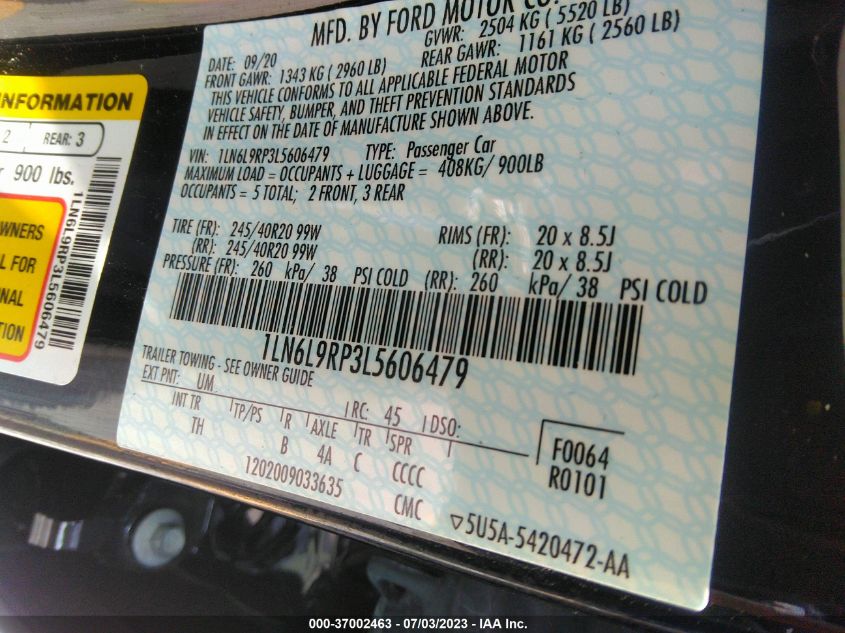 MFD. BY FORD MOTOR CO.
DATE: 09/20 GVWR: 2504 KG ( 5520 LB)
FRONT GAWR: 1343 KG ( 2960 LB) REAR GAWR: 1161 KG ( 2560 LB)
THIS VEHICLE CONFORMS TO ALL APPLICABLE FEDERAL MOTOR
VEHICLE SAFETY, BUMPER, AND THEFT PREVENTION STANDARDS
IN EFFECT ON THE DATE OF MANUFACTURE SHOWN ABOVE.
VIN: 1LN6L9RP3L5606479 TYPE: Passenger Car
MAXIMUM LOAD = OCCUPANTS + LUGGAGE = 408KG/ 900LB
OCCUPANTS = 5 TOTAL; 2 FRONT, 3 REAR
TIRE (FR): 245/40R20 99W RIMS (FR): 20 x 8.5J
(RR): 245/40R20 99W (RR): 20 x 8.5J
PRESSURE (FR): 260 kPa/ 38 PSI COLD (RR): 260 kPa/ 38 PSI COLD
1LN6L9RP3L5606479
TRAILER TOWING - SEE OWNER GUIDE
EXT PNT: UM RC: 45 DSO:
INT TR TP/PS R AXLE TR SPR
TH B 4A C CCCC
1202009033635 CMC
F0064
R0101
▽5U5A-5420472-AA
INFORMATION
2 REAR: 3
900 lbs.
OWNERS
FOR
1LN6L9RP3L5606479
000-37002463 - 07/03/2023 - IAA Inc.